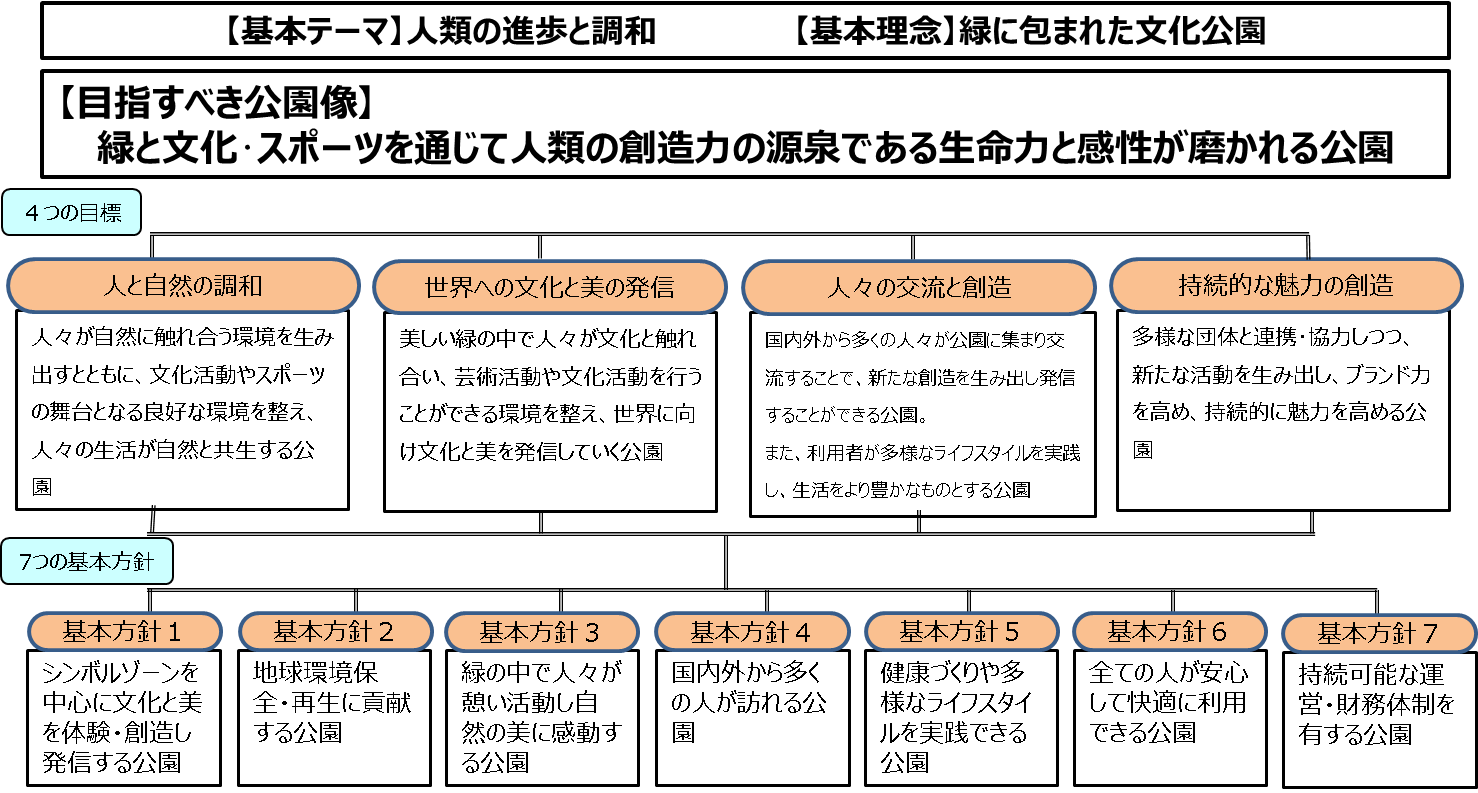 【基本テーマ】人類の進歩と調和　【基本理念】緑に包まれた文化公園
【目指すべき公園像】
緑と文化・スポーツを通じて人類の創造力の源泉である生命力と感性が磨かれる公園
４つの目標
人と自然の調和
人々が自然に触れ合う環境を生み
出すとともに、文化活動やスポーツ
の舞台となる良好な環境を整え、
人々の生活が自然と共生する公
園
世界への文化と美の発信
美しい緑の中で人々が文化と触れ
合い、芸術活動や文化活動を行う
ことができる環境を整え、世界に向
け文化と美を発信していく公園
人々の交流と創造
国内外から多くの人々が公園に集まり交
流することで、新たな創造を生み出し発信
することができる公園。
また、利用者が多様なライフスタイルを実践
し、生活をより豊かなものとする公園
持続的な魅力の創造
多様な団体と連携・協力しつつ、
新たな活動を生み出し、ブランド力
を高め、持続的に魅力を高める公
園
7つの基本方針
基本方針１
シンボルゾーンを
中心に文化と美
を体験・創造し
発信する公園
基本方針２
地球環境保
全・再生に貢献
する公園
基本方針３
緑の中で人々が
憩い活動し自
然の美に感動す
る公園
基本方針４
国内外から多く
の人が訪れる公
園
基本方針５
健康づくりや多
様なライフスタイ
ルを実践できる
公園
基本方針６
全ての人が安心
して快適に利用
できる公園
基本方針７
持続可能な運
営・財務体制を
有する公園